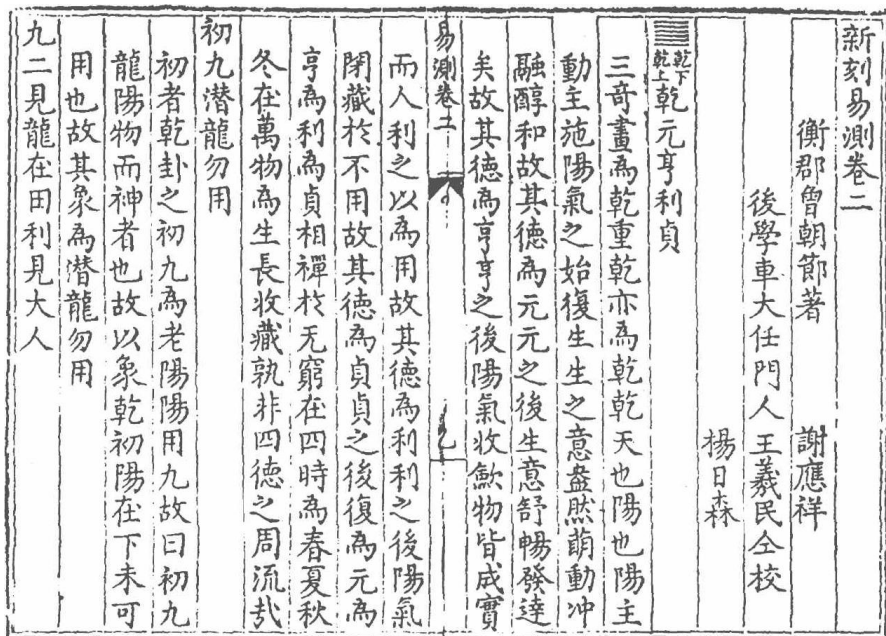 新刻易測卷二
衡郡曾朝節著　謝應祥
後學車大任門人王義民仝校
楊日森
乾下
乾上
乾元亨利貞
三奇畫為乾重乾亦為乾乾天也陽也陽主
動主施陽氣之始復生生之意盎然萌動冲
融醇和故其德為元元之後生意舒暢發達
矣故其德為亨亨之後陽氣收歛物皆成實
易測卷二
一
而人利之以為用故其德為利利之後陽氣
閉藏於不用故其德為貞貞之後復為元為
亨為利為貞相禪於无窮在四時為春夏秋
冬在萬物為生長收藏孰非四德之周流哉
初九潛龍勿用
初者乾卦之初九為老陽陽用九故曰初九
龍陽物而神者也故以象乾初陽在下未可
用也故其象為潛龍勿用
九二見龍在田利見大人